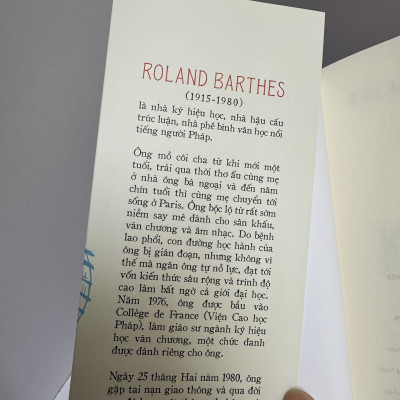 ROLAND BARTHES
(1915-1980)
là nhà ký hiệu học, nhà hậu cấu
trúc luận, nhà phê bình văn học nổi
tiếng người Pháp.
Ông mồ côi cha từ khi mới một
tuổi, trải qua thời thơ ấu cùng mẹ
ở nhà ông bà ngoại và đến năm
chín tuổi thì cùng mẹ chuyển tới
sống ở Paris. Ông bộc lộ từ rất sớm
niềm say mê dành cho sân khấu,
văn chương và âm nhạc. Do bệnh
lao phổi, con đường học hành của
ông bị gián đoạn, nhưng không vì
thế mà ngăn ông tự nỗ lực, đạt tới
vốn kiến thức sâu rộng và trình độ
cao làm bất ngờ cả giới đại học.
Năm 1976, ông được bầu vào
Collège de France (Viện Cao học
Pháp), làm giáo sư ngành ký hiệu
học văn chương, một chức danh
được dành riêng cho ông.
Ngày 25 tháng Hai năm 1980, ông
gặp tai nạn giao thông và qua đời